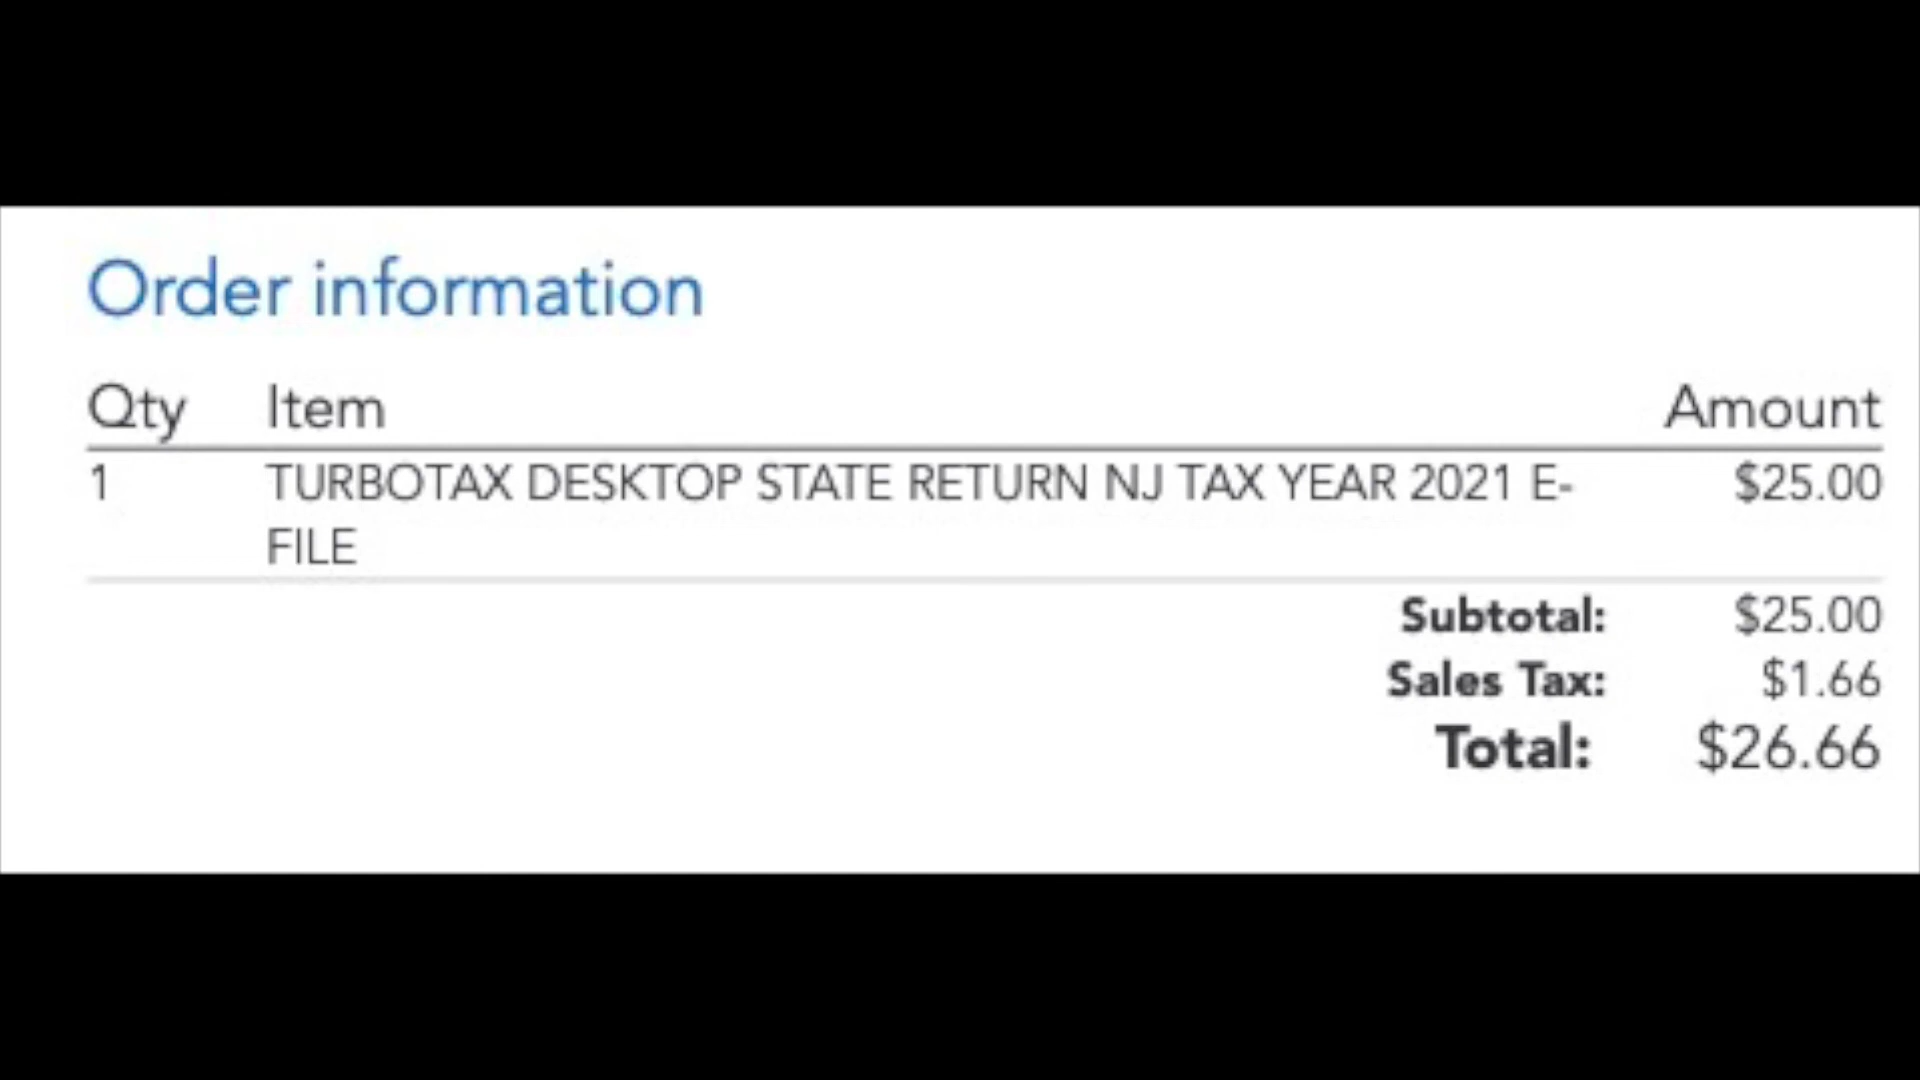 Order information
Qty Item Amount
1 TURBOTAX DESKTOP STATE RETURN NJ TAX YEAR 2021 E- $25.00
FILE
Subtotal: $25.00
Sales Tax: $1.66
Total: $26.66